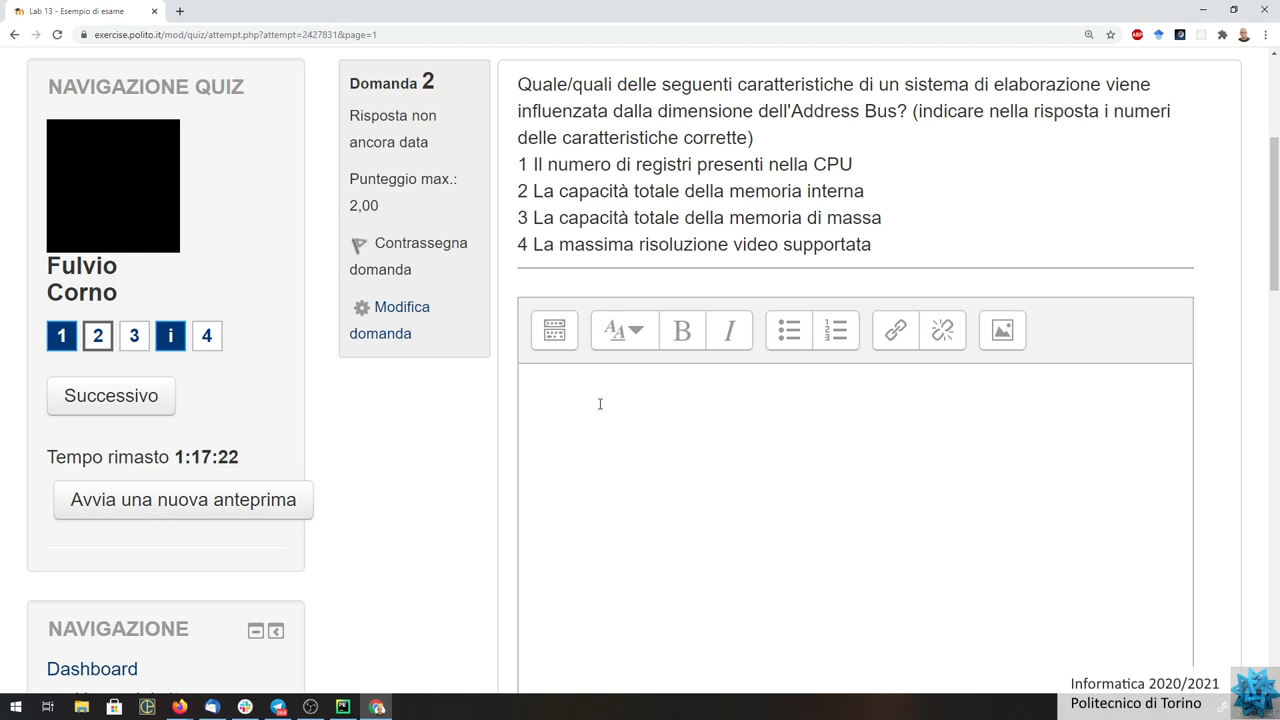 Lab 13 - Esempio di esame
exercise.polito.it/mod/quiz/attempt.php?attempt=2427831&page=1
NAVIGAZIONE QUIZ
Fulvio
Corno
1 2 3 i 4
Successivo
Tempo rimasto 1:17:22
Avvia una nuova anteprima
NAVIGAZIONE
Dashboard
Domanda 2
Risposta non
ancora data
Punteggio max.:
2,00
Contrassegna
domanda
Modifica
domanda
Quale/quali delle seguenti caratteristiche di un sistema di elaborazione viene
influenzata dalla dimensione dell'Address Bus? (indicare nella risposta i numeri
delle caratteristiche corrette)
1 Il numero di registri presenti nella CPU
2 La capacità totale della memoria interna
3 La capacità totale della memoria di massa
4 La massima risoluzione video supportata
B I
Informatica 2020/2021
Politecnico di Torino